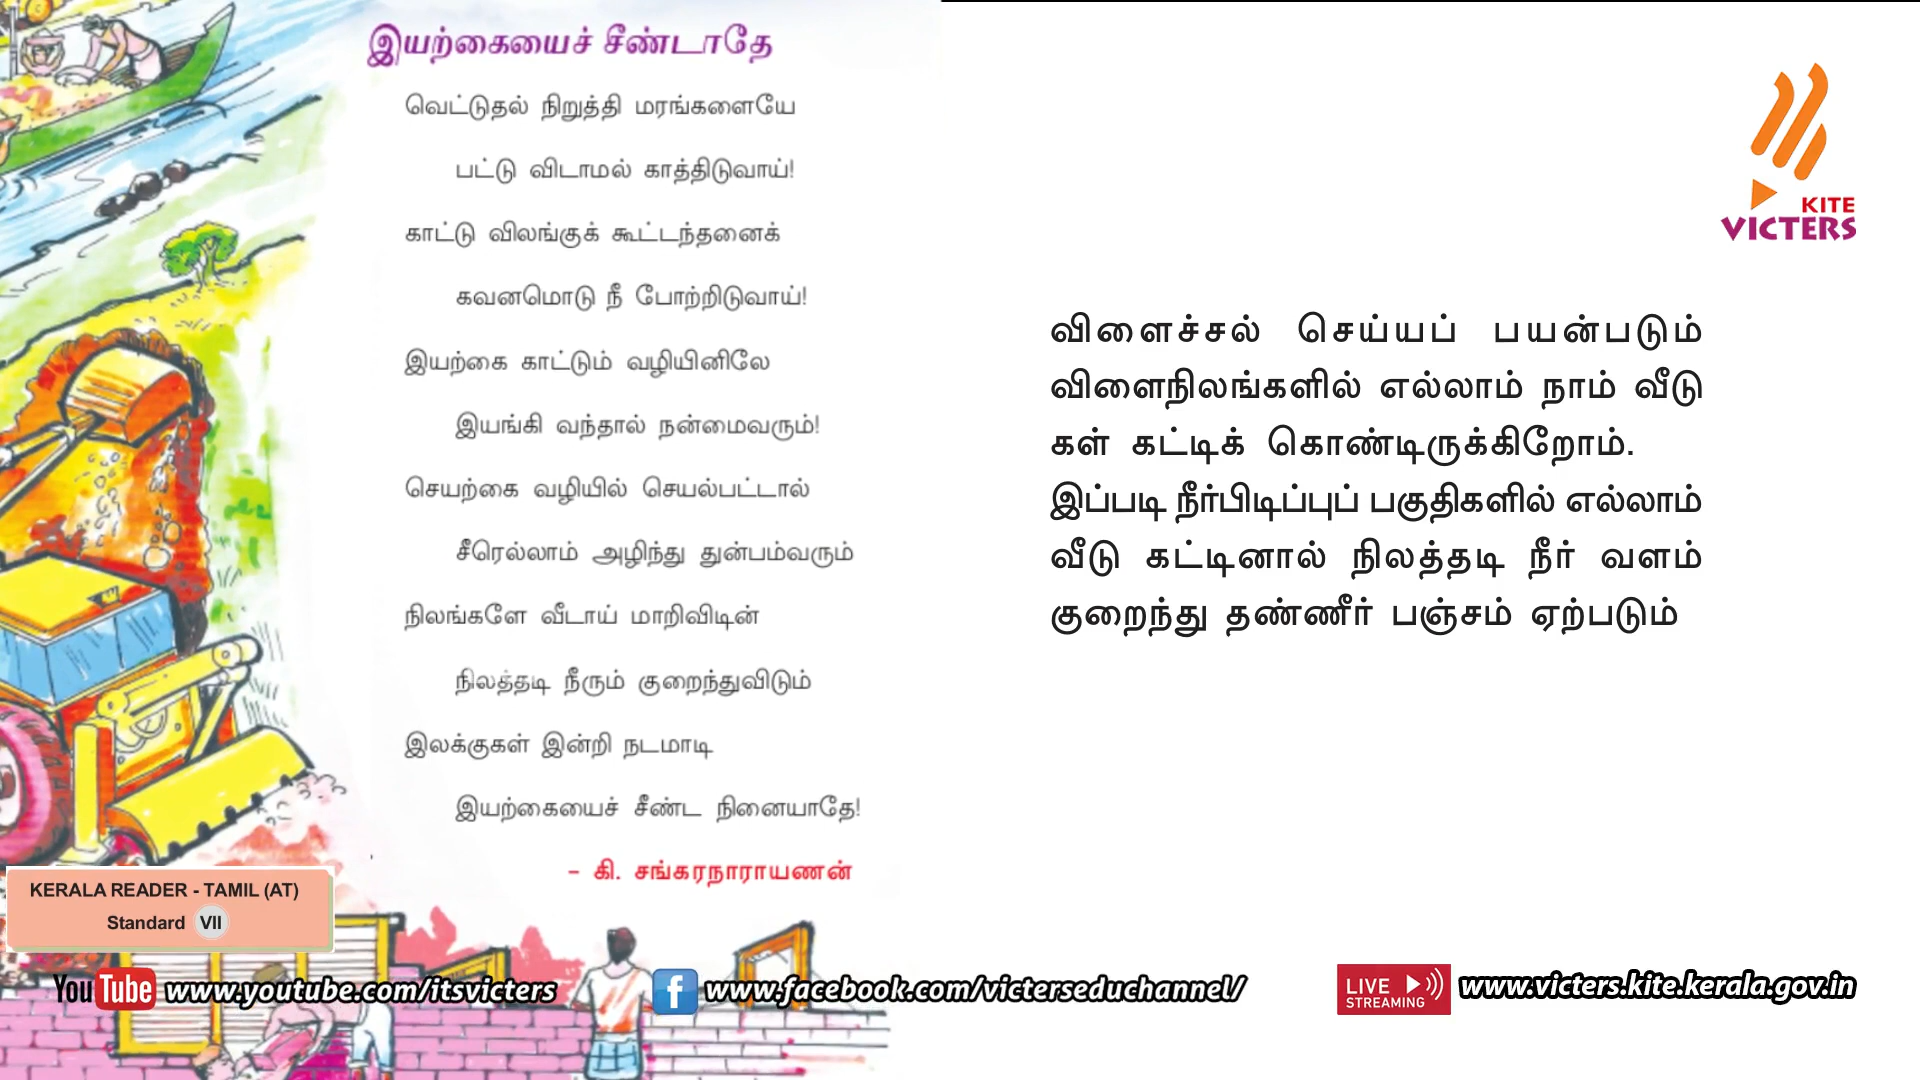 இயற்கையைச் சீண்டாதே
வெட்டுதல் நிறுத்தி மரங்களையே
பட்டு விடாமல் காத்திடுவாய்!
காட்டு விலங்குக் கூட்டந்தனைக்
கவனமொடு நீ போற்றிடுவாய்!
இயற்கை காட்டும் வழியினிலே
இயங்கி வந்தால் நன்மைவரும்!
செயற்கை வழியில் செயல்பட்டால்
சீரெல்லாம் அழிந்து துன்பம்வரும்
நிலங்களே வீடாய் மாறிவிடின்
நிலத்தடி நீரும் குறைந்துவிடும்
இலக்குகள் இன்றி நடமாடி
இயற்கையைச் சீண்ட நினையாதே!
– கி. சங்கரநாராயணன்
KERALA READER - TAMIL (AT)
Standard VII
KITE
VICTERS
விளைச்சல் செய்யப் பயன்படும்
விளைநிலங்களில் எல்லாம் நாம் வீடு
கள் கட்டிக் கொண்டிருக்கிறோம்.
இப்படி நீர்பிடிப்புப் பகுதிகளில் எல்லாம்
வீடு கட்டினால் நிலத்தடி நீர் வளம்
குறைந்து தண்ணீர் பஞ்சம் ஏற்படும்
YouTube www.youtube.com/itsvicters
f www.facebook.com/victerseduchannel/
LIVE STREAMING www.victers.kite.kerala.gov.in